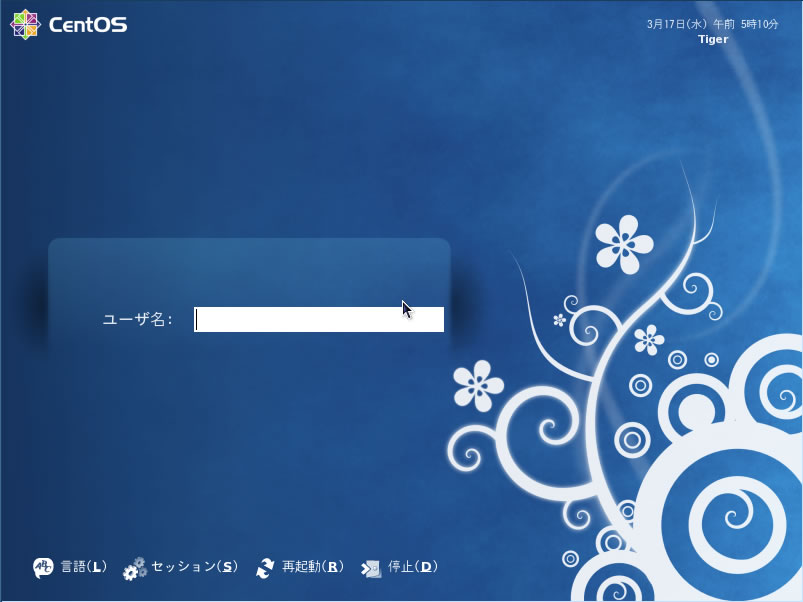 CentOS
3月17日(水) 午前 5時10分
Tiger
ユーザ名:
言語(L) セッション(S) 再起動(R) 停止(D)